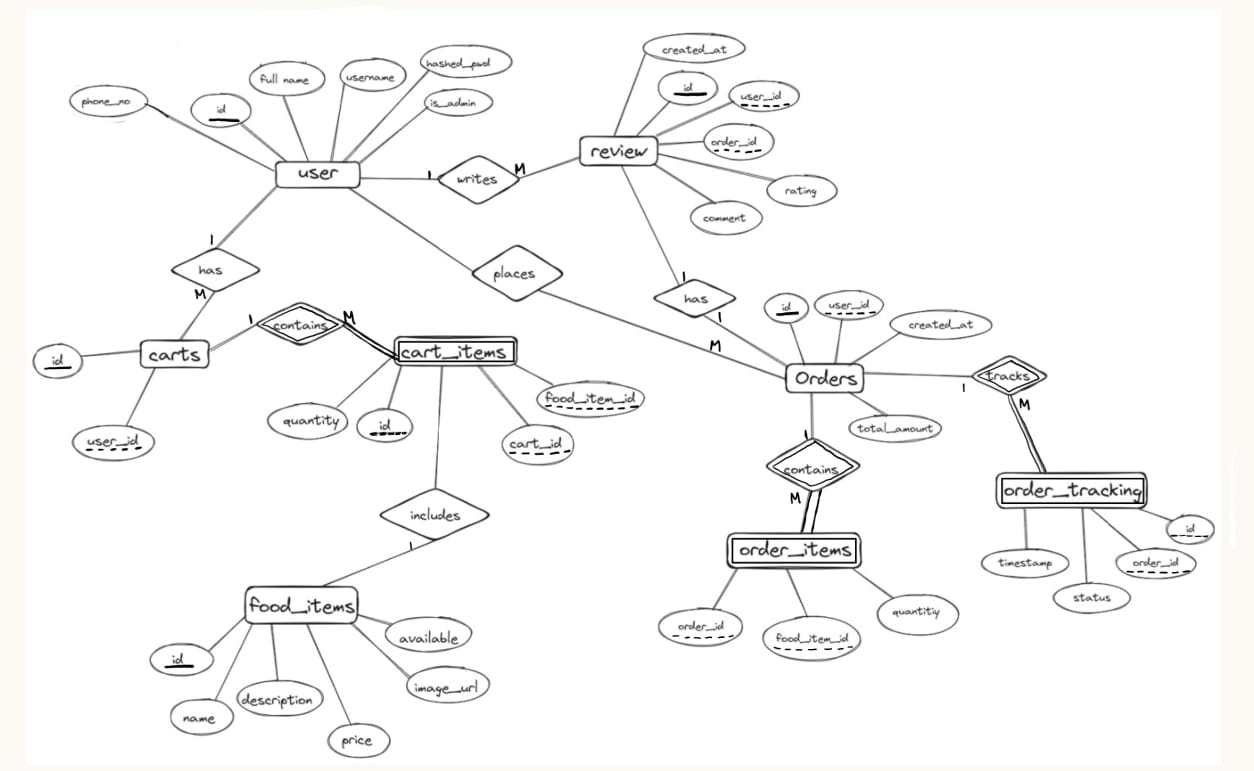 created_at
hashed_pwd
full name
username
id
phone_no
id
user_id
is_admin
order_id
review
user
1
writes
M
rating
comment
1
has
M
places
1
has
1
id
user_id
created_at
1
contains
M
carts
id
cart_items
M
Orders
tracks
1
M
food_item_id
quantity
id
total_amount
user_id
cart_id
1
contains
M
order_tracking
includes
1
id
order_items
timestamp
order_id
status
food_items
quantitiy
order_id
food_item_id
available
id
image_url
description
name
price